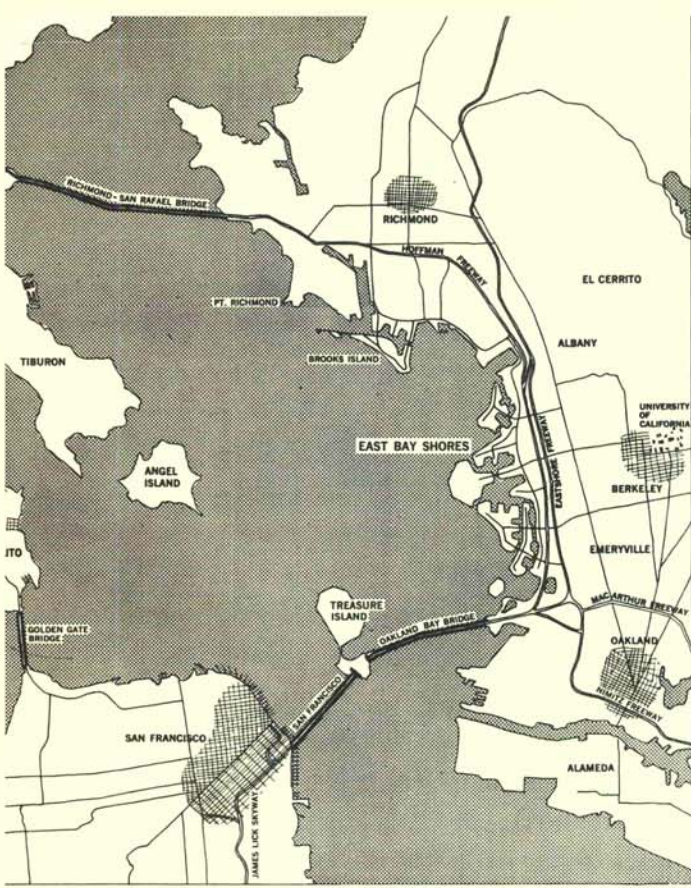 RICHMOND - SAN RAFAEL BRIDGE
RICHMOND
HOFFMAN FREEWAY
EL CERRITO
PT. RICHMOND
ALBANY
BROOKS ISLAND
TIBURON
UNIVERSITY
OF
CALIFORNIA
EASTSHORE FREEWAY
EAST BAY SHORES
ANGEL
ISLAND
BERKELEY
EMERYVILLE
ITO
TREASURE
ISLAND
MAC ARTHUR FREEWAY
GOLDEN GATE
BRIDGE
OAKLAND BAY BRIDGE
OAKLAND
SAN FRANCISCO
NIMITZ FREEWAY
SAN FRANCISCO
ALAMEDA
JAMES LICK SKYWAY